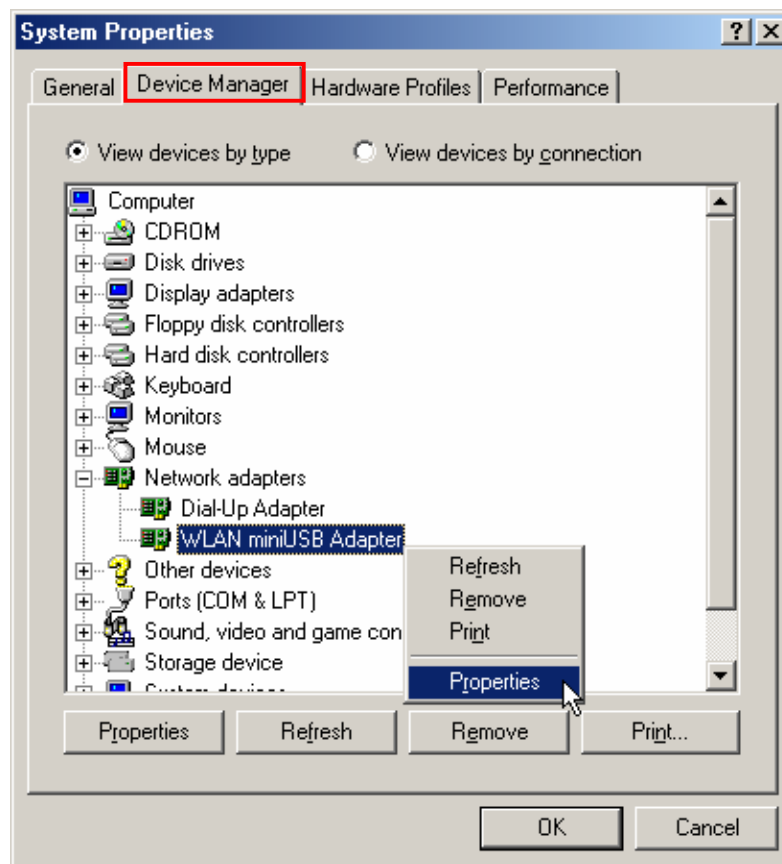 System Properties
General Device Manager Hardware Profiles Performance
View devices by type View devices by connection
Computer
CDROM
Disk drives
Display adapters
Floppy disk controllers
Hard disk controllers
Keyboard
Monitors
Mouse
Network adapters
Dial-Up Adapter
WLAN miniUSB Adapter
Other devices
Ports (COM & LPT)
Sound, video and game con
Storage device
System devices
Refresh
Remove
Print
Properties
Properties Refresh Remove Print...
OK Cancel